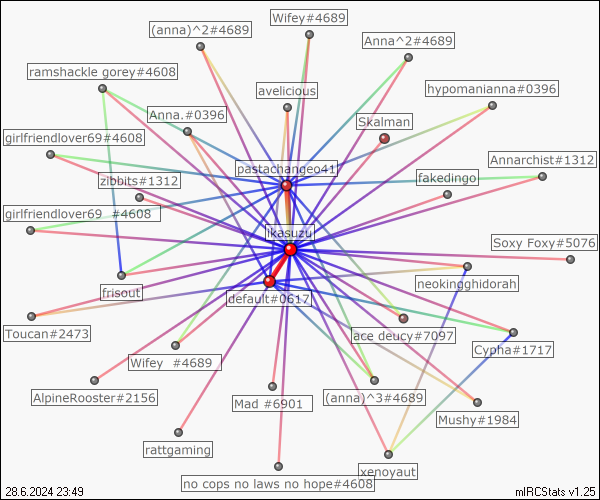 Wifey#4689
(anna)^2#4689
Anna^2#4689
ramshackle gorey#4608
avelicious
hypomanianna#0396
Anna.#0396
Skalman
girlfriendlover69#4608
pastachangeo41
Annarchist#1312
zibbits#1312
fakedingo
girlfriendlover69_#4608
ikasuzu
Soxy Foxy#5076
frisout
default#0617
neokingghidorah
Toucan#2473
ace deucy#7097
Cypha#1717
Wifey_#4689
AlpineRooster#2156
Mad #6901
(anna)^3#4689
Mushy#1984
rattgaming
no cops no laws no hope#4608
xenoyaut
28.6.2024 23:49
mIRCStats v1.25